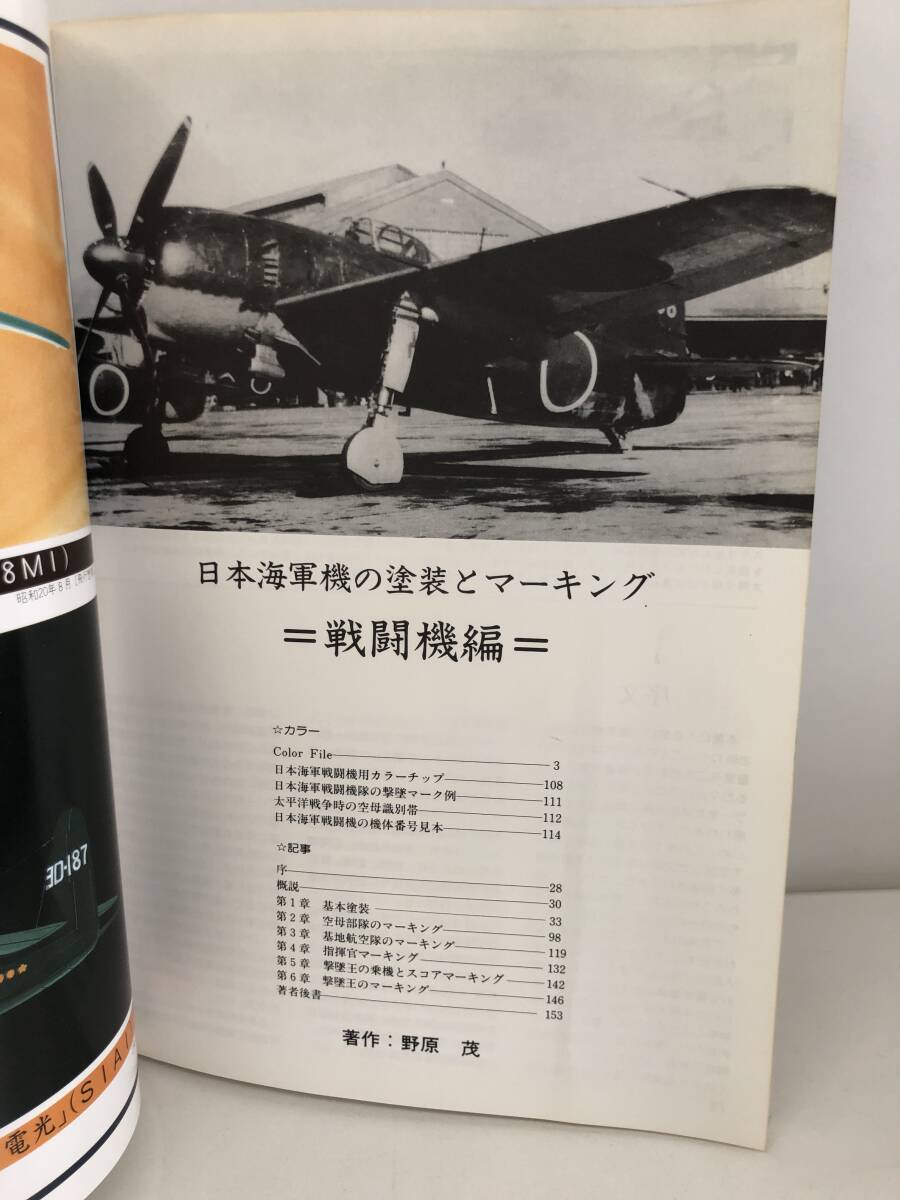 8M1)
昭和20年8月
3D-187
電光」(S1A1
1
日本海軍機の塗装とマーキング
=戦闘機編=
☆カラー
Color File 3
日本海軍戦闘機用カラーチップ 108
日本海軍戦闘機隊の撃墜マーク例 111
太平洋戦争時の空母識別帯 112
日本海軍戦闘機の機体番号見本 114
☆記事
序 28
概説 30
第1章 基本塗装 33
第2章 空母部隊のマーキング 98
第3章 基地航空隊のマーキング 119
第4章 指揮官マーキング 132
第5章 撃墜王の乗機とスコアマーキング 142
第6章 撃墜王のマーキング 146
著者後書 153
著作:野原 茂